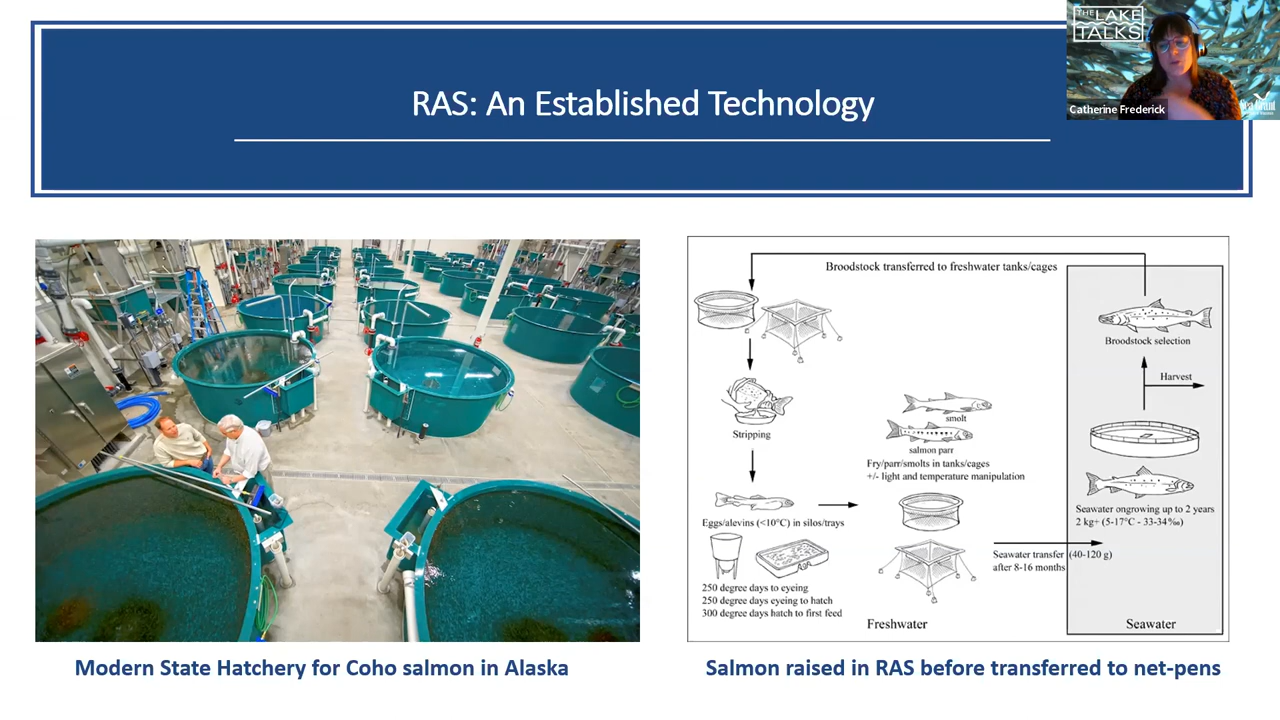 THE LAKE
TALKS
Catherine Frederick
RAS: An Established Technology
Modern State Hatchery for Coho salmon in Alaska
Broodstock transferred to freshwater tanks/cages
Stripping
Eggs/alevins (<10°C) in silos/trays
250 degree days to eyeing
250 degree days eyeing to hatch
300 degree days hatch to first feed
smolt
salmon parr
Fry/parr/smolts in tanks/cages
+/- light and temperature manipulation
Seawater transfer (40-120 g)
after 8-16 months
Freshwater
Broodstock selection
Harvest
Seawater ongrowing up to 2 years
2 kg+ (5-17°C - 33-34‰)
Seawater
Salmon raised in RAS before transferred to net-pens